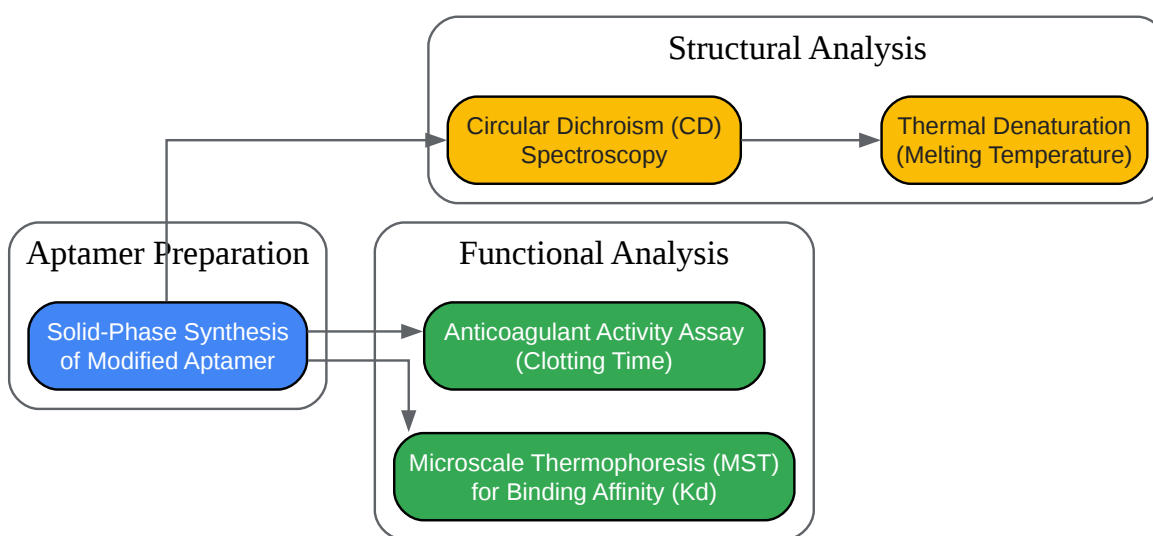 Structural Analysis
Circular Dichroism (CD)
Spectroscopy
Thermal Denaturation
(Melting Temperature)
Aptamer Preparation
Solid-Phase Synthesis
of Modified Aptamer
Functional Analysis
Anticoagulant Activity Assay
(Clotting Time)
Microscale Thermophoresis (MST)
for Binding Affinity (Kd)